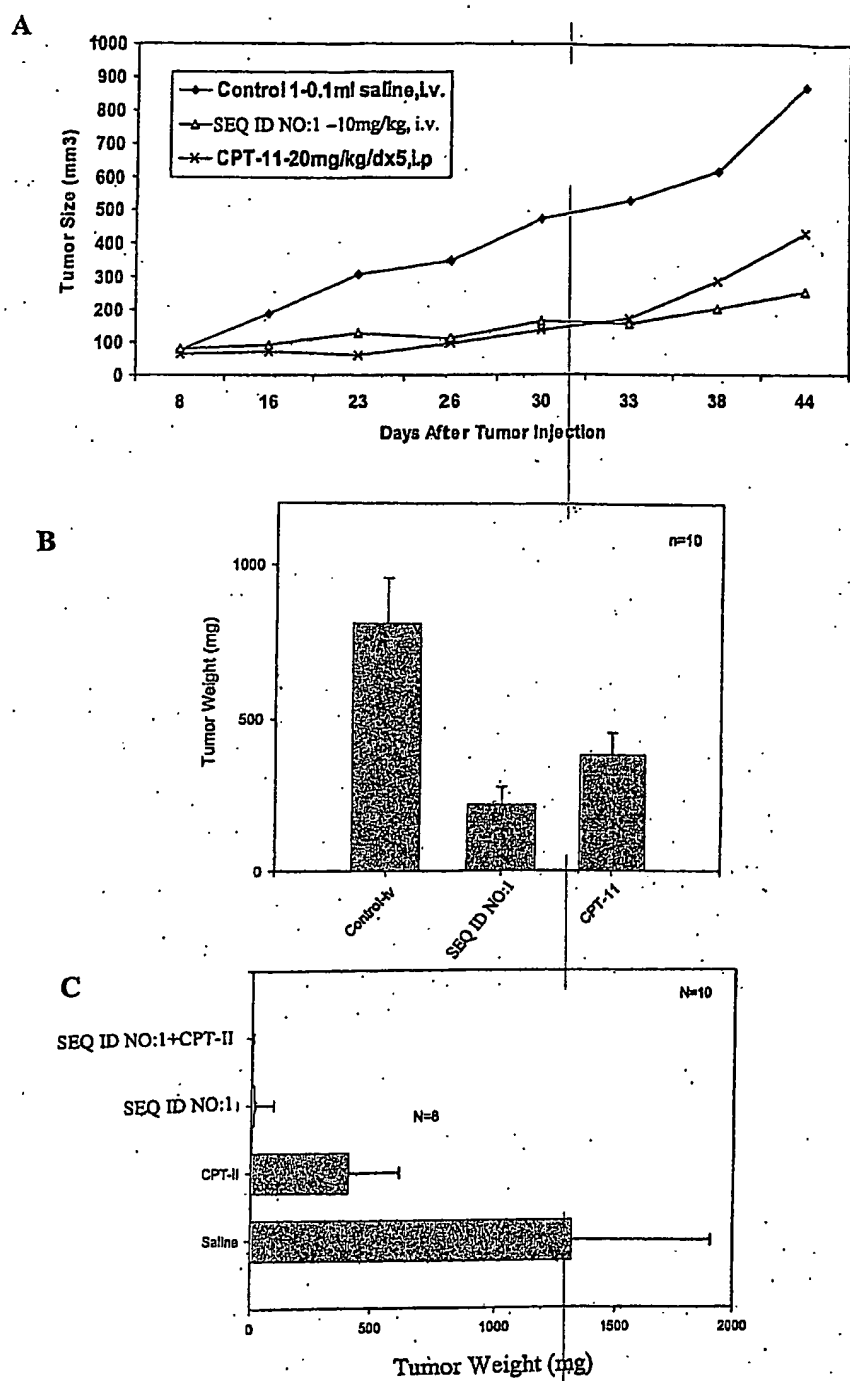 A
1000
900
800
700
600
500
400
300
200
100
0
Tumor Size (mm3)
Control 1-0.1ml saline,i.v.
SEQ ID NO:1 –10mg/kg, i.v.
CPT-11-20mg/kg/dx5,i.p
8 16 23 26 30 33 38 44
Days After Tumor Injection
B
n=10
1000
500
0
Tumor Weight (mg)
Control-iv
SEQ ID NO:1
CPT-11
C
N=10
SEQ ID NO:1+CPT-II
SEQ ID NO:1
N=8
CPT-II
Saline
0 500 1000 1500 2000
Tumor Weight (mg)